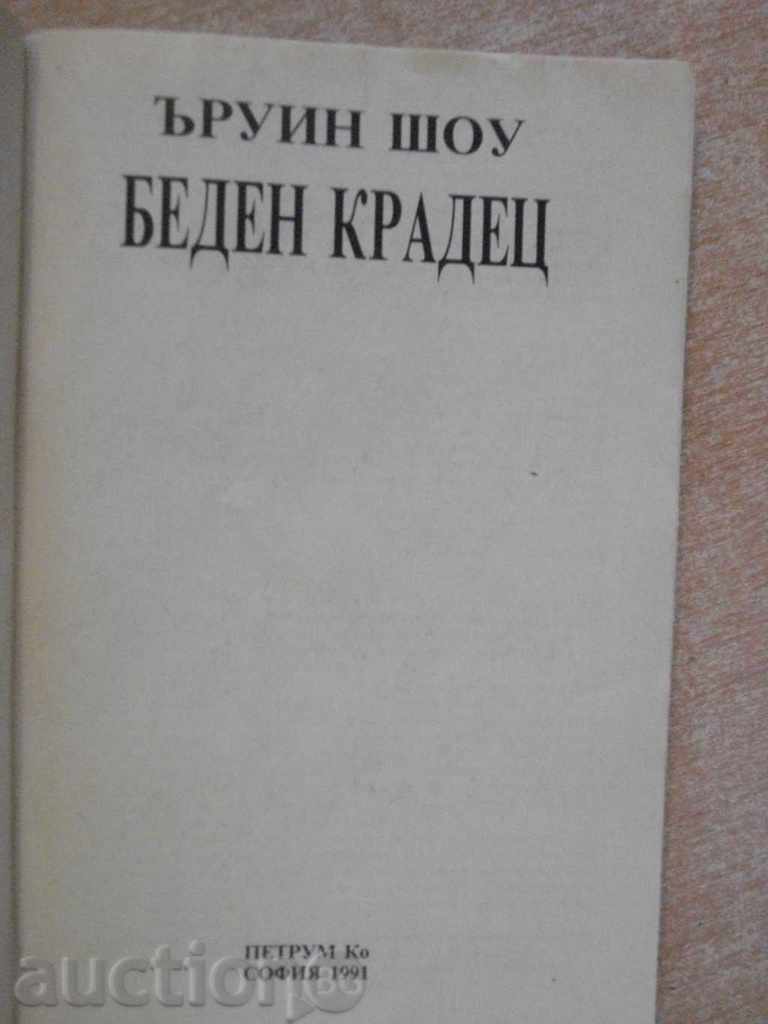 ЪРУИН ШОУ
БЕДЕН КРАДЕЦ
ПЕТРУМ Ко
СОФИЯ 1991
auction.bg